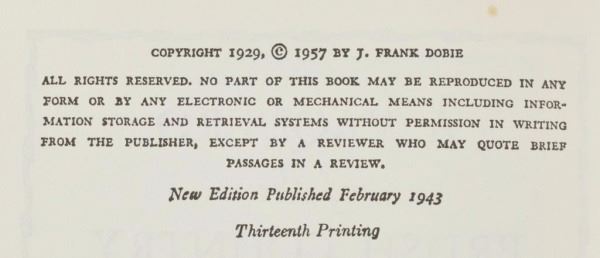 COPYRIGHT 1929, © 1957 BY J. FRANK DOBIE
ALL RIGHTS RESERVED. NO PART OF THIS BOOK MAY BE REPRODUCED IN ANY
FORM OR BY ANY ELECTRONIC OR MECHANICAL MEANS INCLUDING INFOR-
MATION STORAGE AND RETRIEVAL SYSTEMS WITHOUT PERMISSION IN WRITING
FROM THE PUBLISHER, EXCEPT BY A REVIEWER WHO MAY QUOTE BRIEF
PASSAGES IN A REVIEW.
New Edition Published February 1943
Thirteenth Printing